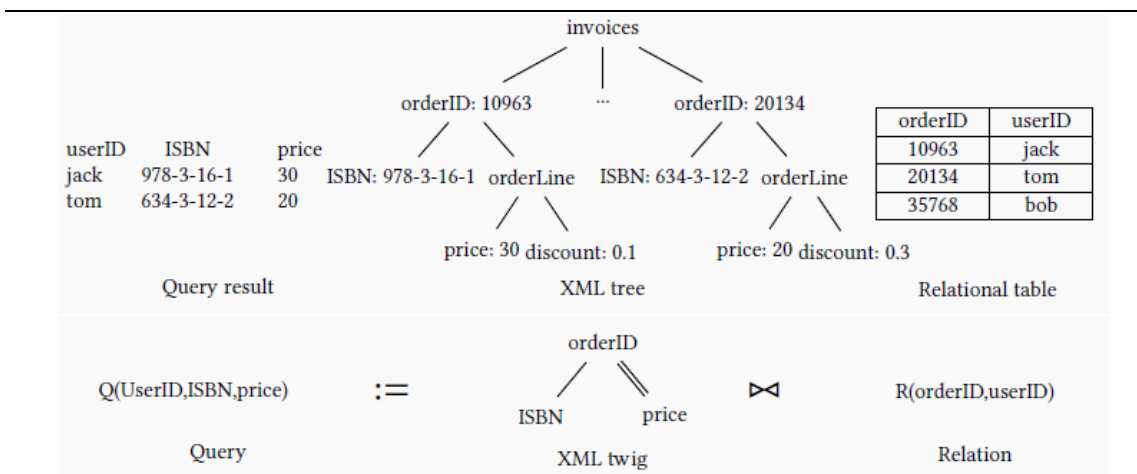 invoices
orderID: 10963 ... orderID: 20134
orderID userID
userID ISBN price
10963 jack
jack 978-3-16-1 30 ISBN: 978-3-16-1 orderLine ISBN: 634-3-12-2 orderLine
20134 tom
tom 634-3-12-2 20
35768 bob
price: 30 discount: 0.1 price: 20 discount: 0.3
Query result XML tree Relational table
orderID
Q(UserID,ISBN,price) := ⋈ R(orderID,userID)
ISBN price
Query XML twig Relation